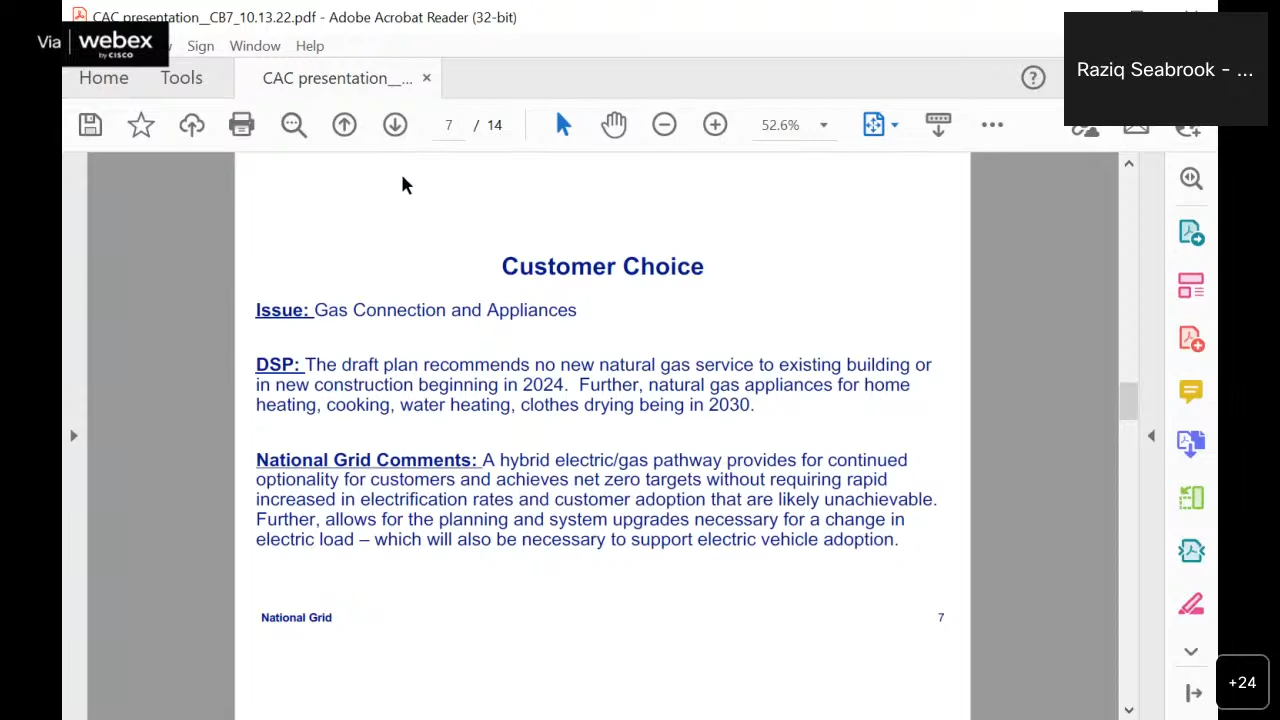 CAC presentation__CB7_10.13.22.pdf - Adobe Acrobat Reader (32-bit)
Via webex
by CISCO
Sign Window Help
Raziq Seabrook - ...
Home Tools CAC presentation__... ×
7 / 14 52.6%
Customer Choice
Issue: Gas Connection and Appliances
DSP: The draft plan recommends no new natural gas service to existing building or
in new construction beginning in 2024. Further, natural gas appliances for home
heating, cooking, water heating, clothes drying being in 2030.
National Grid Comments: A hybrid electric/gas pathway provides for continued
optionality for customers and achieves net zero targets without requiring rapid
increased in electrification rates and customer adoption that are likely unachievable.
Further, allows for the planning and system upgrades necessary for a change in
electric load – which will also be necessary to support electric vehicle adoption.
National Grid 7
+24